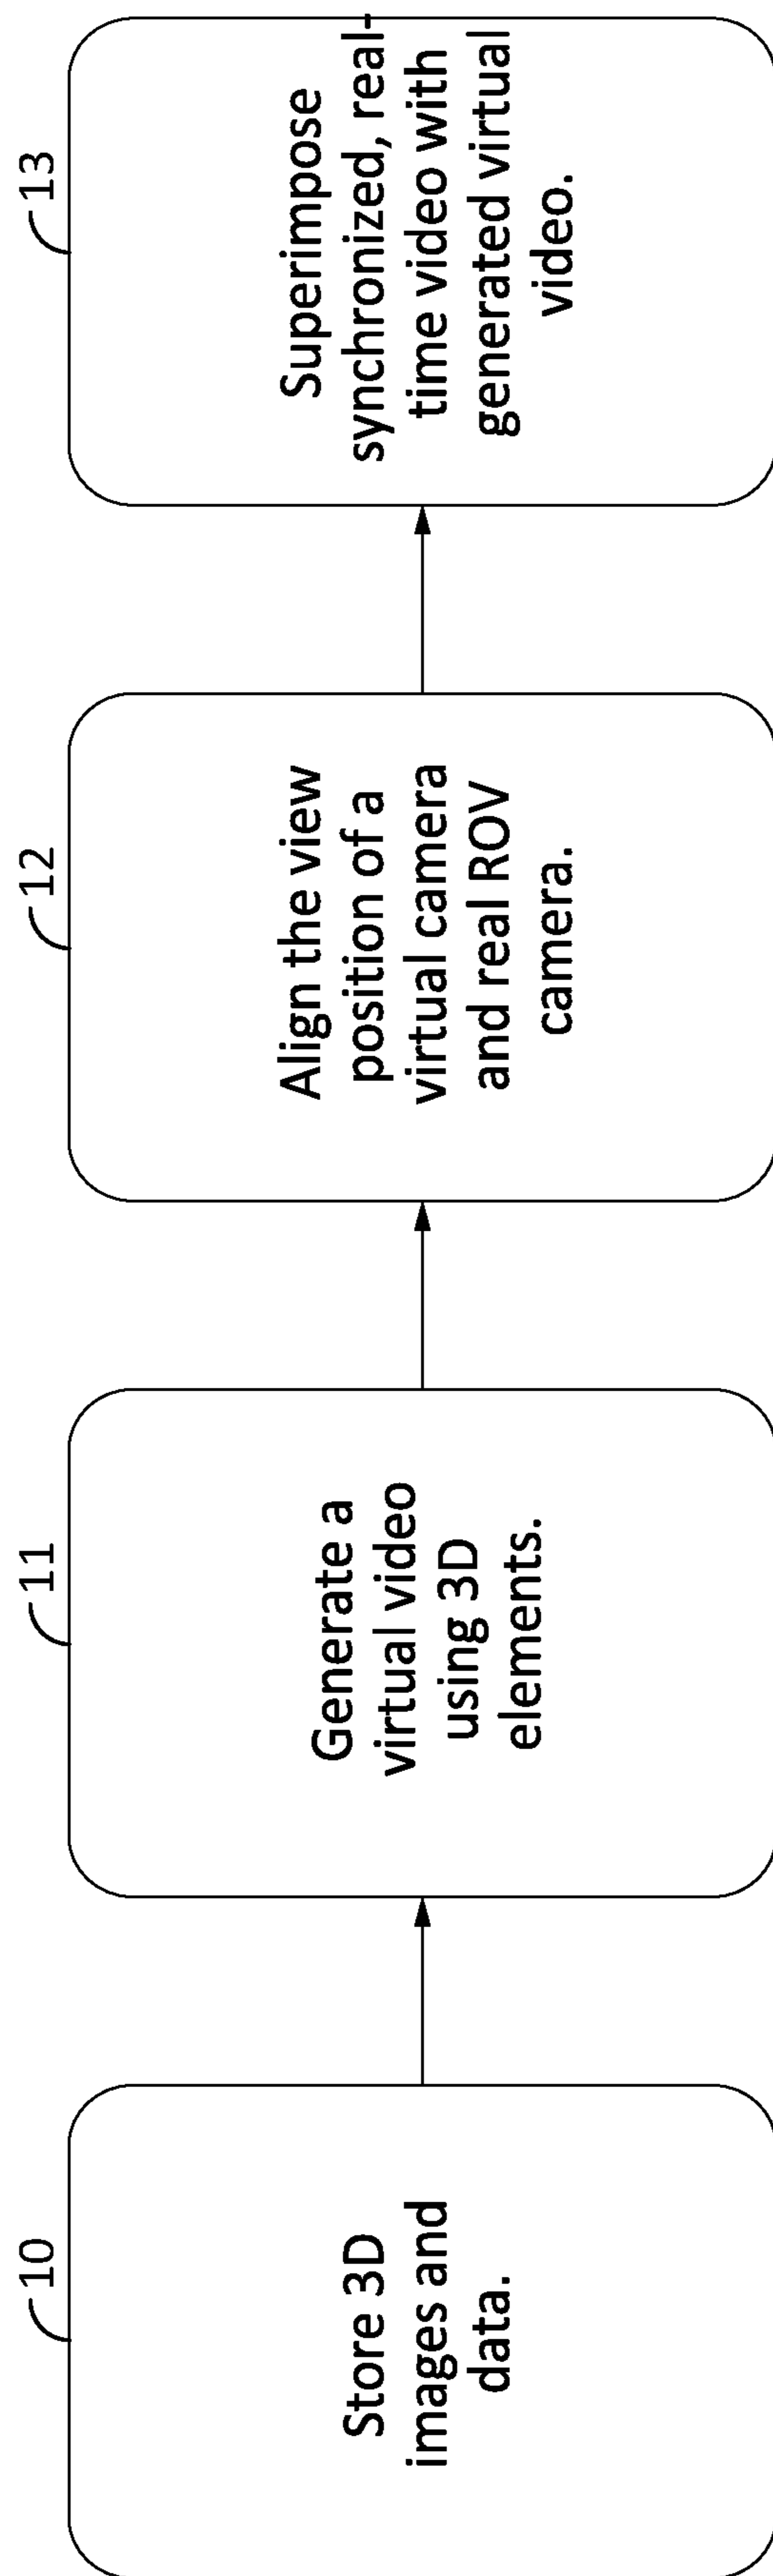 10
Store 3D
images and
data.
11
Generate a
virtual video
using 3D
elements.
12
Align the view
position of a
virtual camera
and real ROV
camera.
13
Superimpose
synchronized, real-
time video with
generated virtual
video.